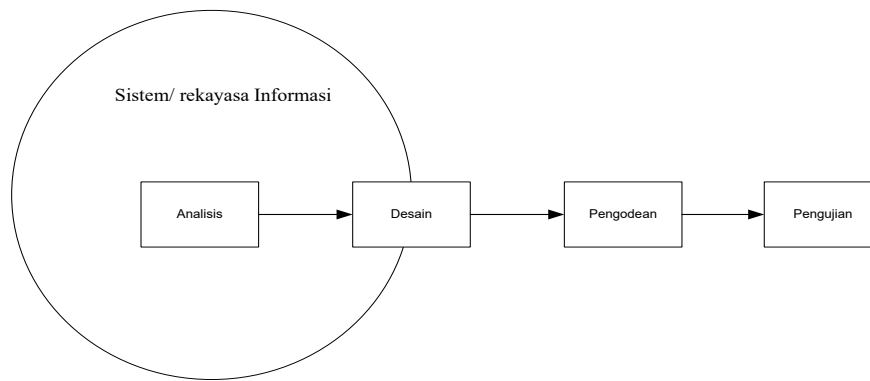 Sistem/ rekayasa Informasi
Analisis
Desain
Pengodean
Pengujian